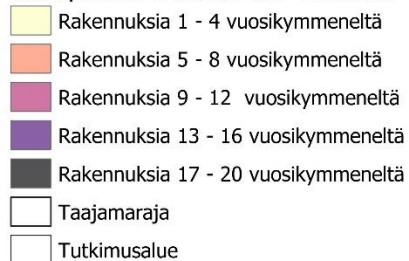 Rakennuksia 1 - 4 vuosikymmeneltä
Rakennuksia 5 - 8 vuosikymmeneltä
Rakennuksia 9 - 12 vuosikymmeneltä
Rakennuksia 13 - 16 vuosikymmeneltä
Rakennuksia 17 - 20 vuosikymmeneltä
Taajamaraja
Tutkimusalue